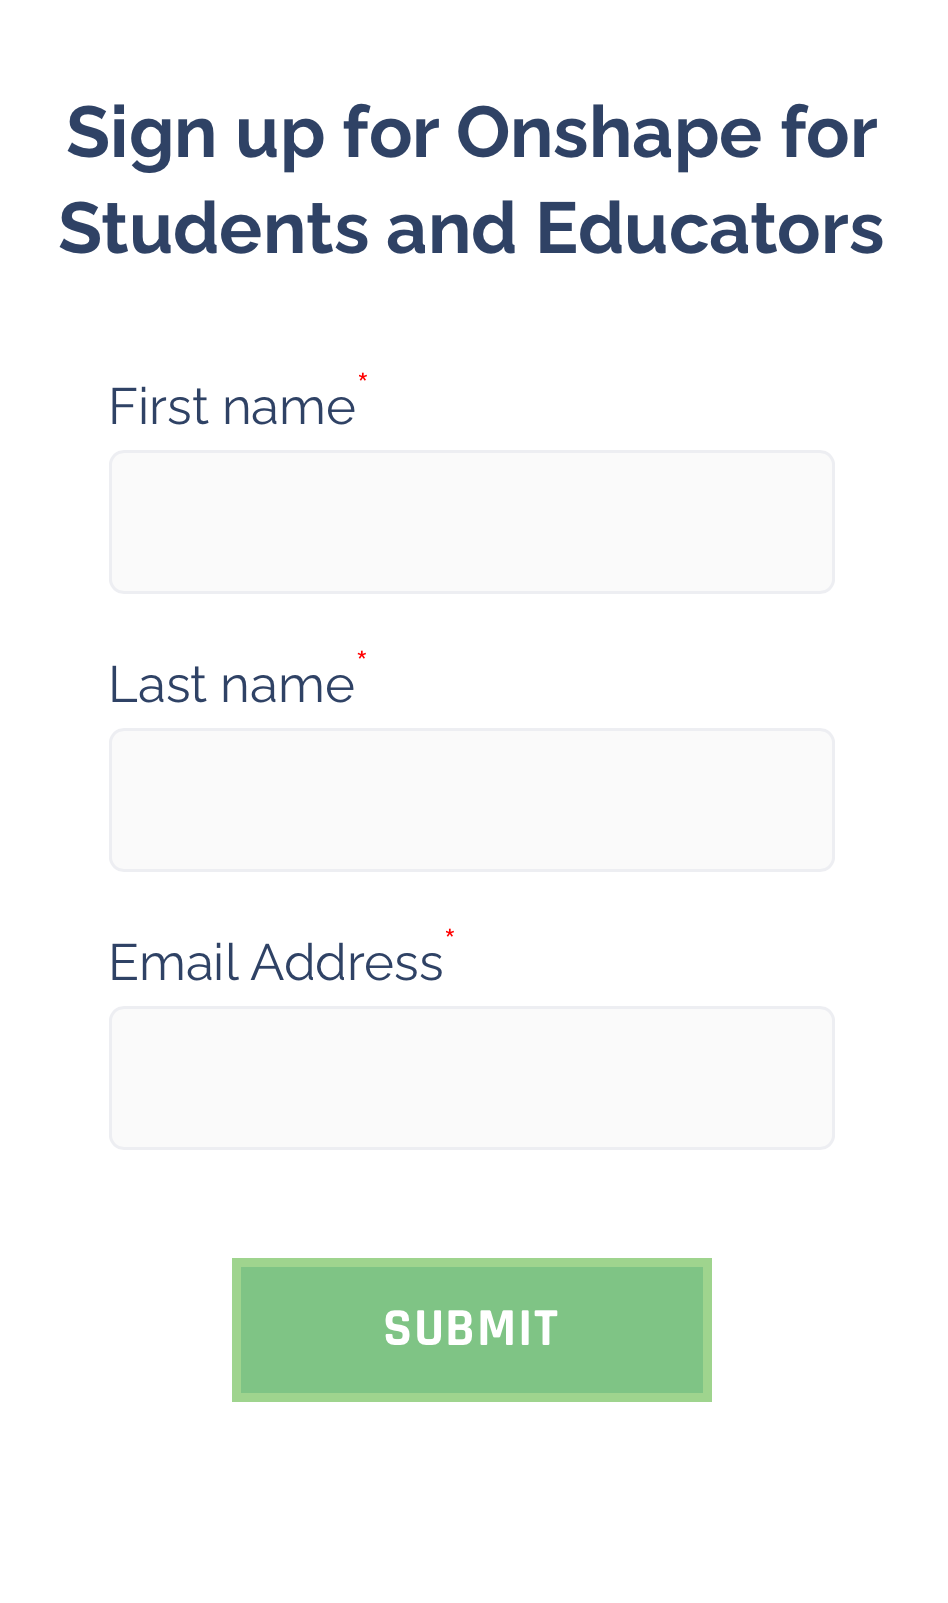 Sign up for Onshape for
Students and Educators
First name*
Last name*
Email Address*
SUBMIT